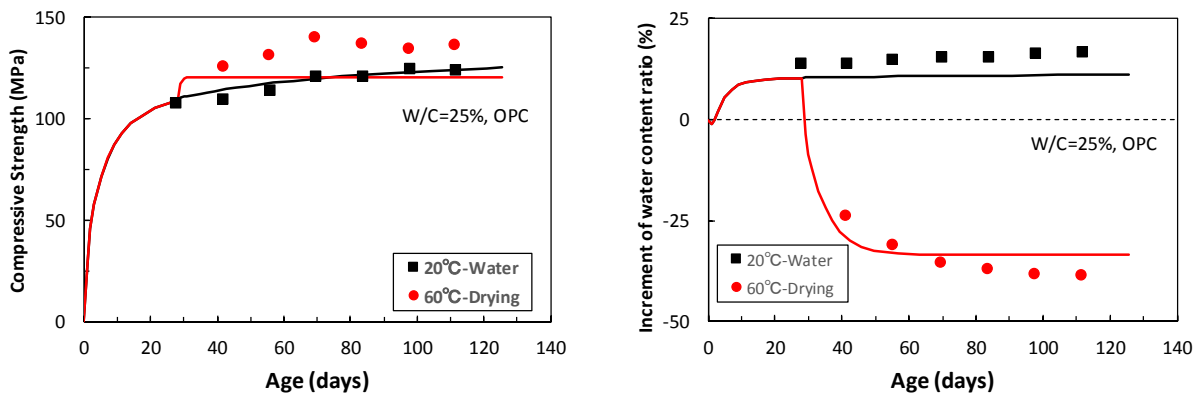 150
100
50
0
Compressive Strength (MPa)
W/C=25%, OPC
20℃-Water
60℃-Drying
0 20 40 60 80 100 120 140
Age (days)
25
0
-25
-50
Increment of water content ratio (%)
W/C=25%, OPC
20℃-Water
60℃-Drying
0 20 40 60 80 100 120 140
Age (days)